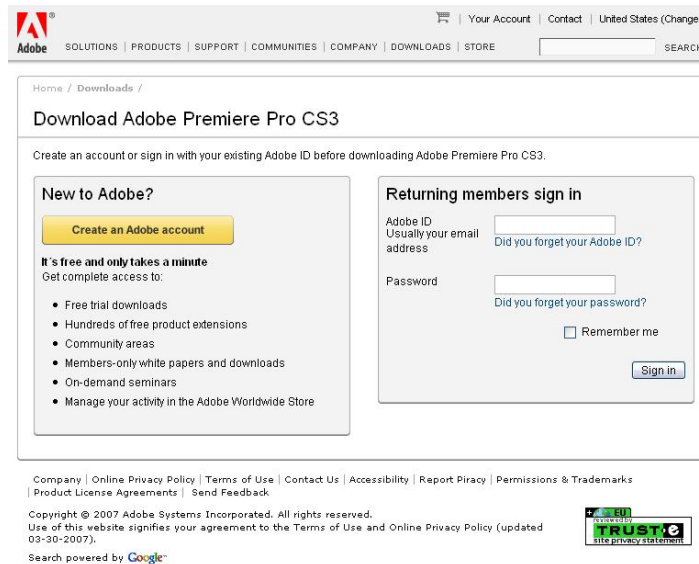 ®
Your Account | Contact | United States (Change
Adobe SOLUTIONS | PRODUCTS | SUPPORT | COMMUNITIES | COMPANY | DOWNLOADS | STORE SEARCH
Home / Downloads /
Download Adobe Premiere Pro CS3
Create an account or sign in with your existing Adobe ID before downloading Adobe Premiere Pro CS3.
New to Adobe?
Create an Adobe account
It's free and only takes a minute
Get complete access to:
• Free trial downloads
• Hundreds of free product extensions
• Community areas
• Members-only white papers and downloads
• On-demand seminars
• Manage your activity in the Adobe Worldwide Store
Returning members sign in
Adobe ID
Usually your email
address
Did you forget your Adobe ID?
Password
Did you forget your password?
Remember me
Sign in
Company | Online Privacy Policy | Terms of Use | Contact Us | Accessibility | Report Piracy | Permissions & Trademarks
| Product License Agreements | Send Feedback
Copyright © 2007 Adobe Systems Incorporated. All rights reserved.
Use of this website signifies your agreement to the Terms of Use and Online Privacy Policy (updated
03-30-2007).
Search powered by Google™
+ EU
reviewed by
TRUSTe
site privacy statement